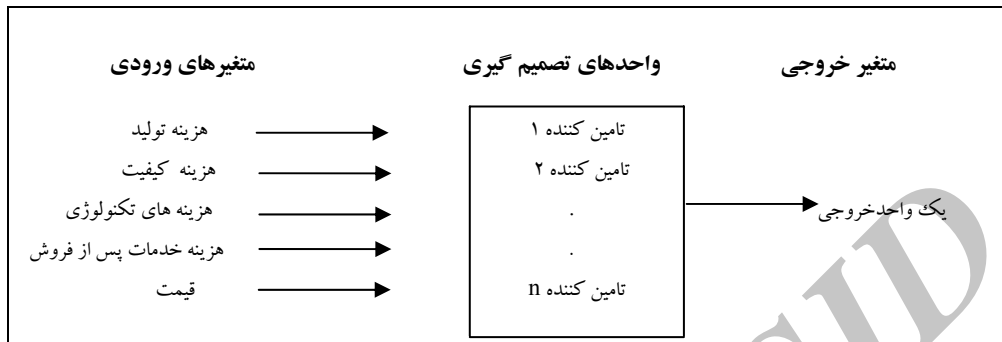 متغیرهای ورودی واحدهای تصمیم گیری متغیر خروجی
هزینه تولید تامین کننده ۱
هزینه کیفیت تامین کننده ۲
هزینه های تکنولوژی . یک واحدخروجی
هزینه خدمات پس از فروش .
قیمت تامین کننده n
SID